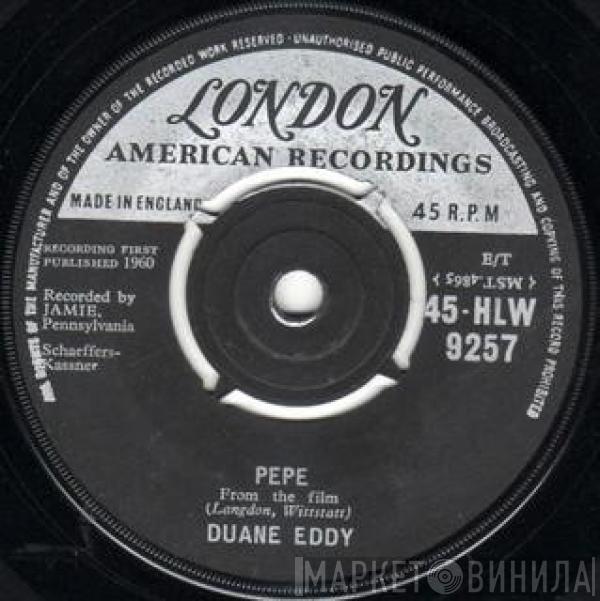 ALL RIGHTS OF THE MANUFACTURER AND OF THE OWNER OF THE RECORDED WORK RESERVED · UNAUTHORISED PUBLIC PERFORMANCE BROADCASTING AND COPYING OF THIS RECORD PROHIBITED
LONDON
AMERICAN RECORDINGS
MADE IN ENGLAND
45 R.P.M
RECORDING FIRST
PUBLISHED 1960
E/T
MST.4865
Recorded by
JAMIE,
Pennsylvania
45-HLW
9257
Schaeffers-
Kassner
PEPE
From the film
(Langdon, Wittstatt)
DUANE EDDY
МАРКЕТ ВИНИЛА